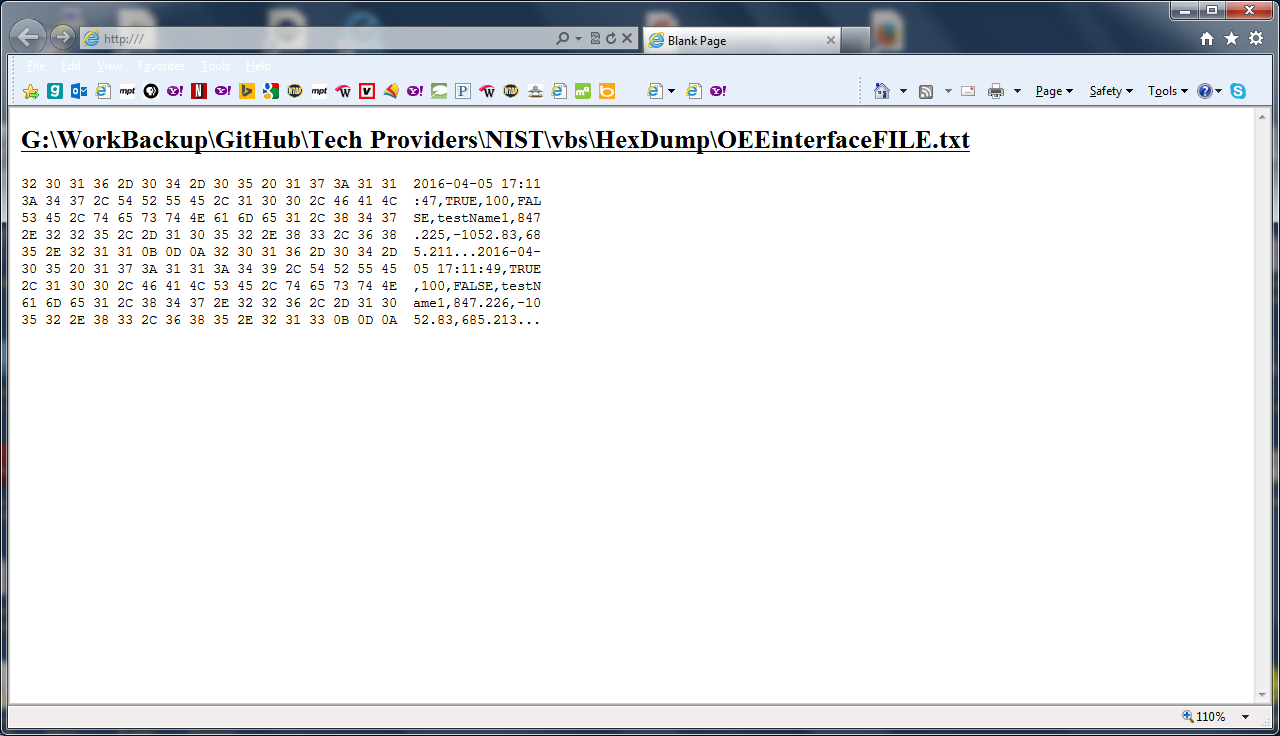 http:///
Blank Page
File Edit View Favorites Tools Help
Page Safety Tools
G:\WorkBackup\GitHub\Tech Providers\NIST\vbs\HexDump\OEEinterfaceFILE.txt
32 30 31 36 2D 30 34 2D 30 35 20 31 37 3A 31 31 2016-04-05 17:11
3A 34 37 2C 54 52 55 45 2C 31 30 30 2C 46 41 4C :47,TRUE,100,FAL
53 45 2C 74 65 73 74 4E 61 6D 65 31 2C 38 34 37 SE,testName1,847
2E 32 32 35 2C 2D 31 30 35 32 2E 38 33 2C 36 38 .225,-1052.83,68
35 2E 32 31 31 0B 0D 0A 32 30 31 36 2D 30 34 2D 5.211...2016-04-
30 35 20 31 37 3A 31 31 3A 34 39 2C 54 52 55 45 05 17:11:49,TRUE
2C 31 30 30 2C 46 41 4C 53 45 2C 74 65 73 74 4E ,100,FALSE,testN
61 6D 65 31 2C 38 34 37 2E 32 32 36 2C 2D 31 30 ame1,847.226,-10
35 32 2E 38 33 2C 36 38 35 2E 32 31 33 0B 0D 0A 52.83,685.213...
110%